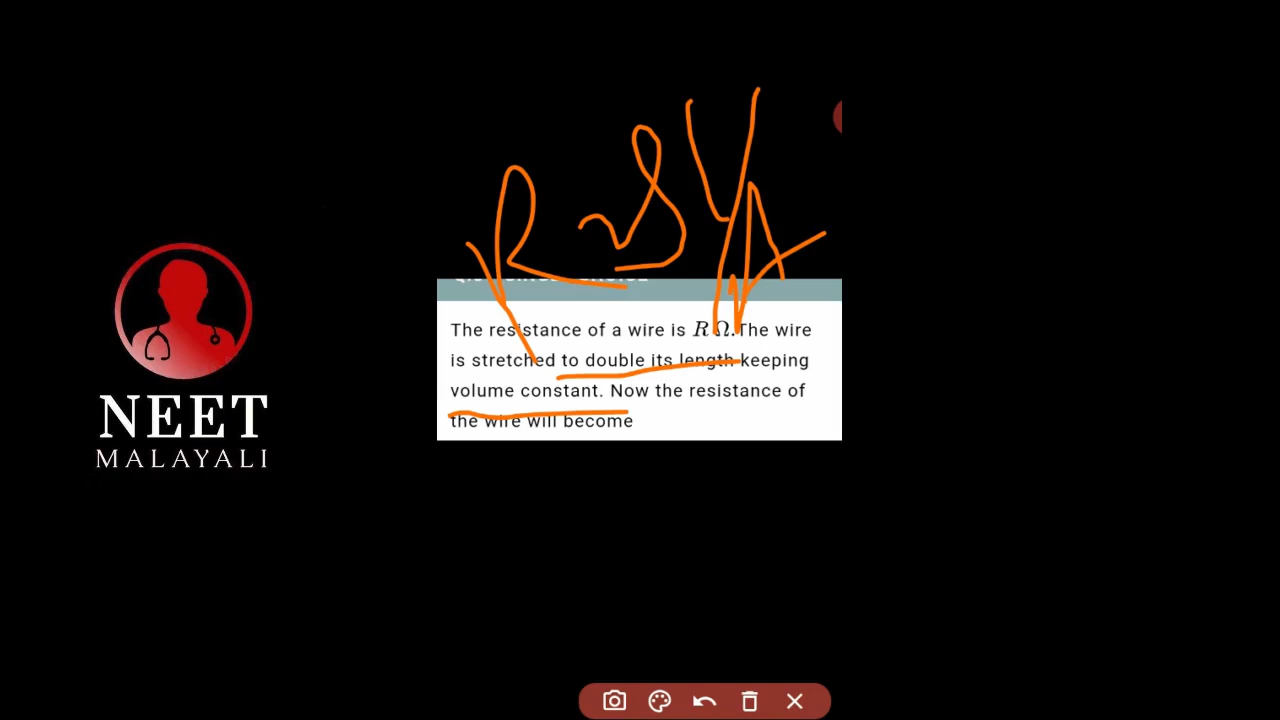 R
The resistance of a wire is R Ω.The wire
is stretched to double its length keeping
volume constant. Now the resistance of
the wire will become
NEET
MALAYALI